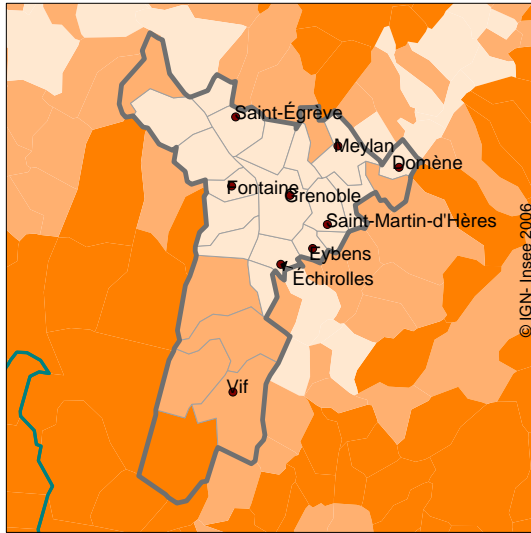 Saint-Égrève
Meylan
Domène
Fontaine
Grenoble
Saint-Martin-d'Hères
Eybens
Échirolles
Vif
© IGN- Insee 2006